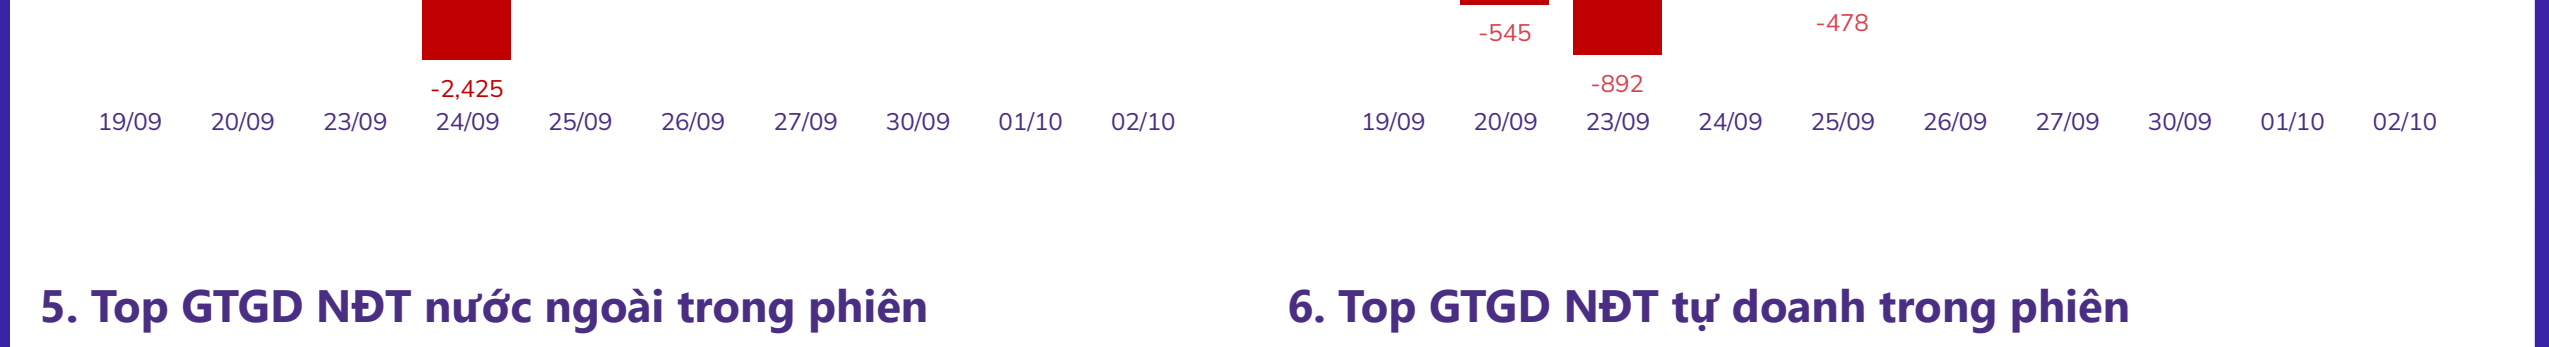 -545
-478
-2,425
-892
19/09 20/09 23/09 24/09 25/09 26/09 27/09 30/09 01/10 02/10
19/09 20/09 23/09 24/09 25/09 26/09 27/09 30/09 01/10 02/10
5. Top GTGD NĐT nước ngoài trong phiên
6. Top GTGD NĐT tự doanh trong phiên